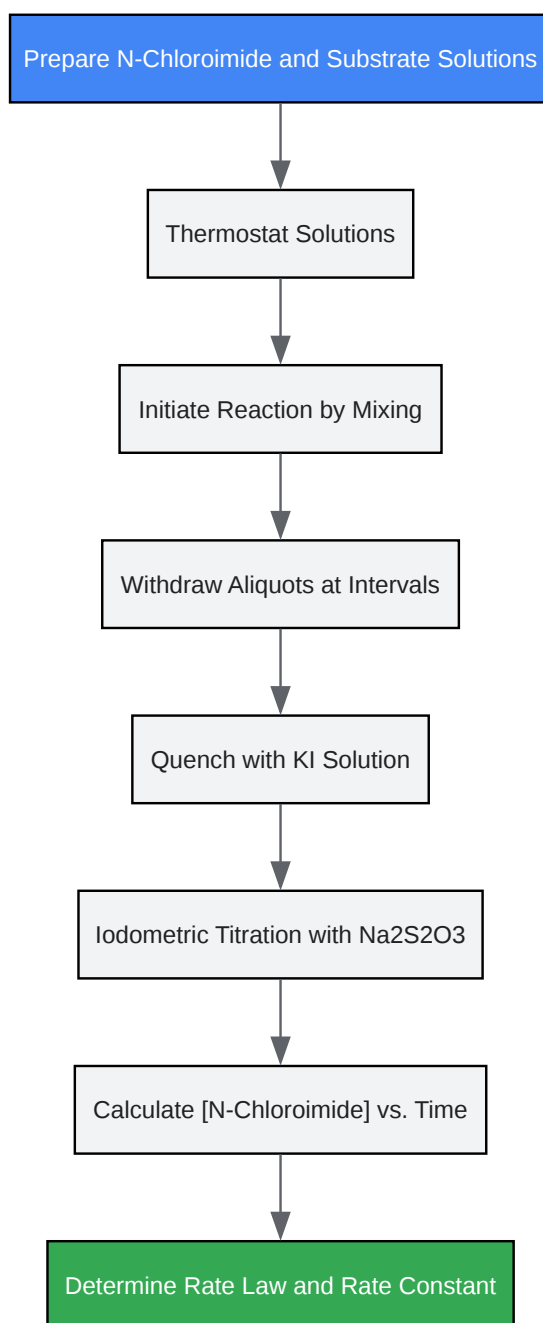 Prepare N-Chloroimide and Substrate Solutions
Thermostat Solutions
Initiate Reaction by Mixing
Withdraw Aliquots at Intervals
Quench with KI Solution
Iodometric Titration with Na2S2O3
Calculate [N-Chloroimide] vs. Time
Determine Rate Law and Rate Constant